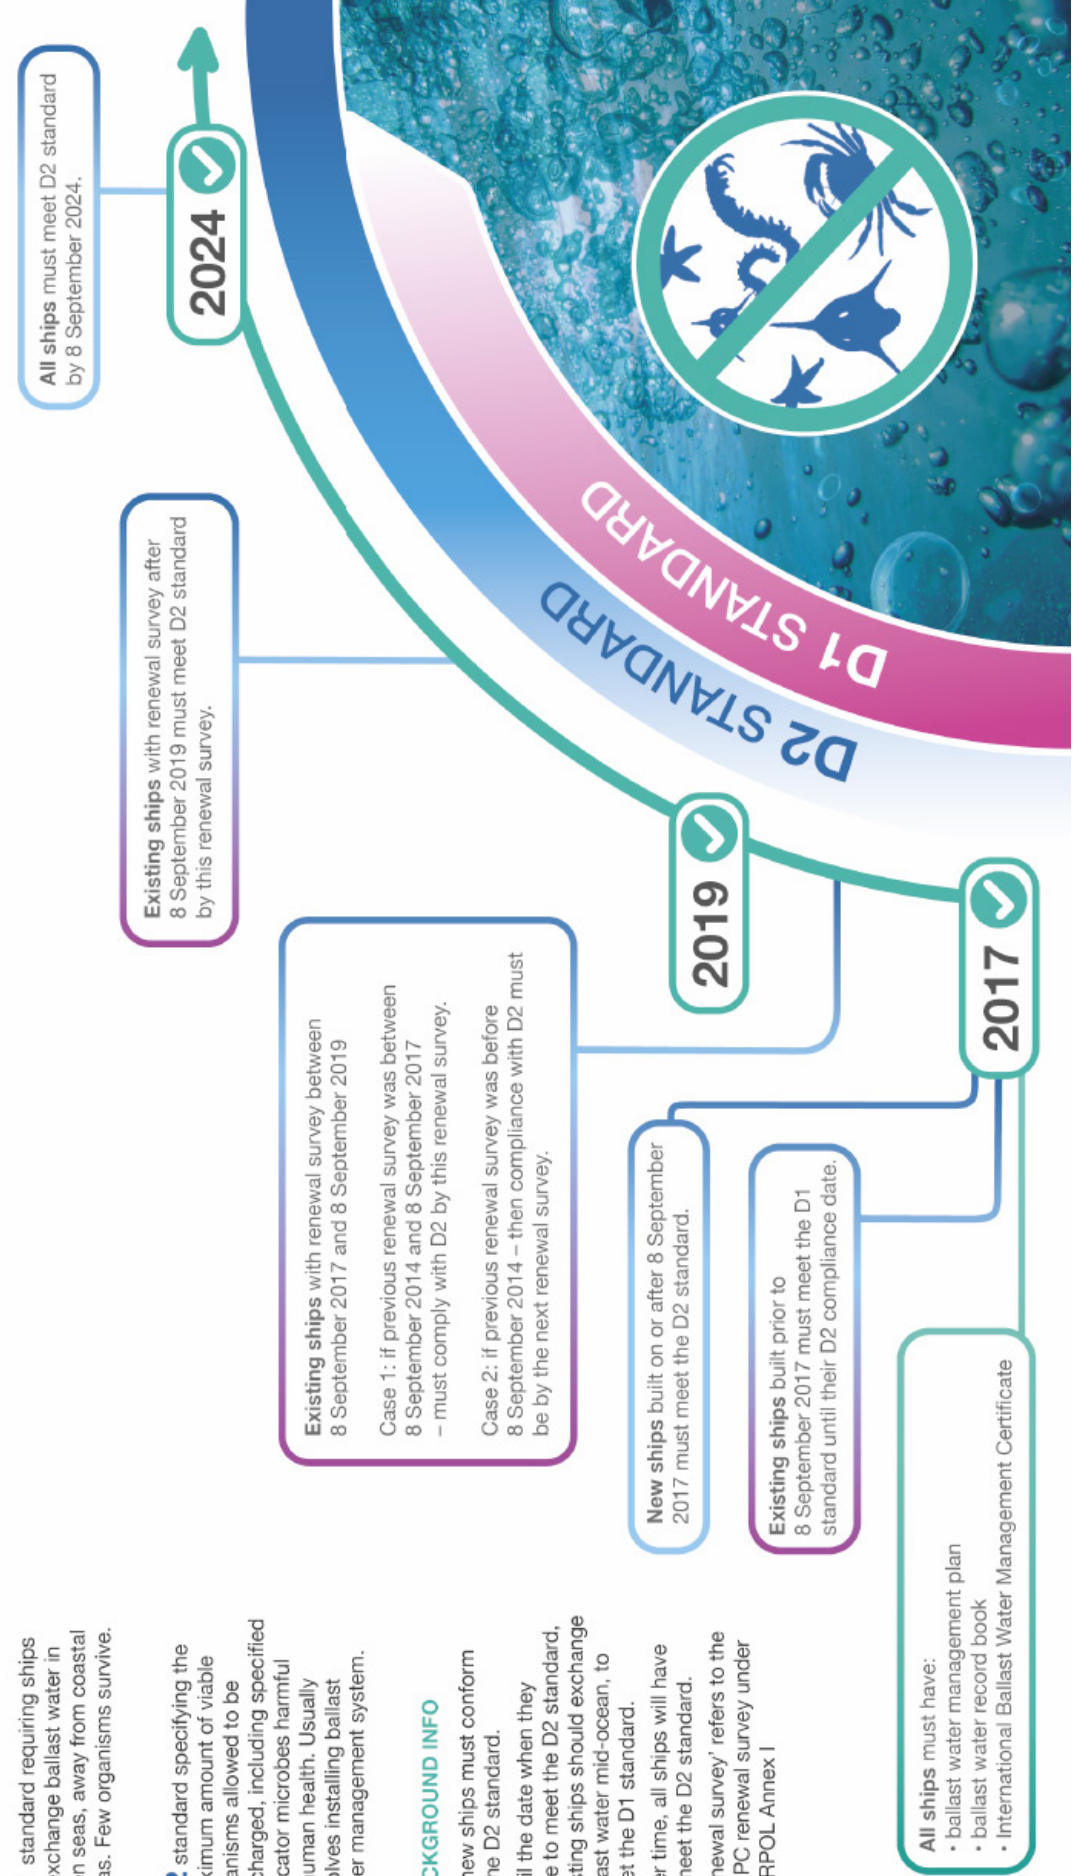 standard requiring ships
xchange ballast water in
n seas, away from coastal
as. Few organisms survive.
2 standard specifying the
ximum amount of viable
anisms allowed to be
charged, including specified
cator microbes harmful
uman health. Usually
olves installing ballast
er management system.
CKGROUND INFO
new ships must conform
he D2 standard.
til the date when they
e to meet the D2 standard,
ting ships should exchange
ast water mid-ocean, to
et the D1 standard.
er time, all ships will have
neet the D2 standard.
newal survey' refers to the
PC renewal survey under
RPOL Annex I
All ships must have:
• ballast water management plan
• ballast water record book
• International Ballast Water Management Certificate
Existing ships built prior to
8 September 2017 must meet the D1
standard until their D2 compliance date.
New ships built on or after 8 September
2017 must meet the D2 standard.
2017
Existing ships with renewal survey between
8 September 2017 and 8 September 2019
Case 1: if previous renewal survey was between
8 September 2014 and 8 September 2017
– must comply with D2 by this renewal survey.
Case 2: if previous renewal survey was before
8 September 2014 – then compliance with D2 must
be by the next renewal survey.
2019
Existing ships with renewal survey after
8 September 2019 must meet D2 standard
by this renewal survey.
All ships must meet D2 standard
by 8 September 2024.
2024
D2 STANDARD
D1 STANDARD